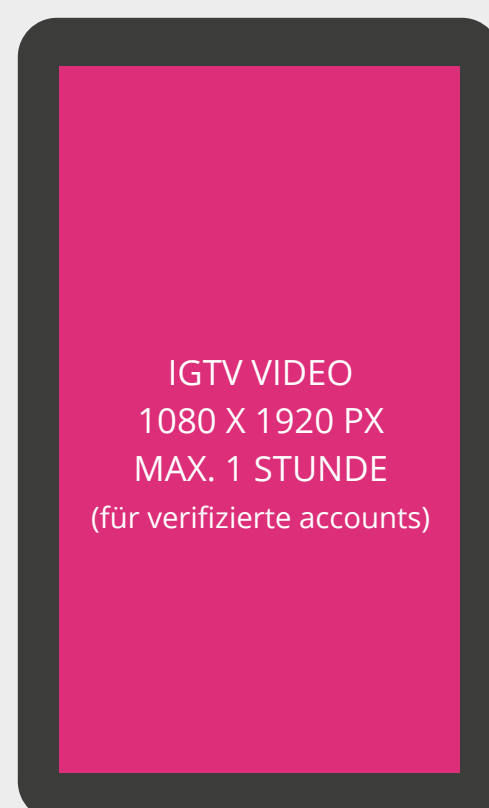 IGTV VIDEO
1080 X 1920 PX
MAX. 1 STUNDE
(für verifizierte accounts)